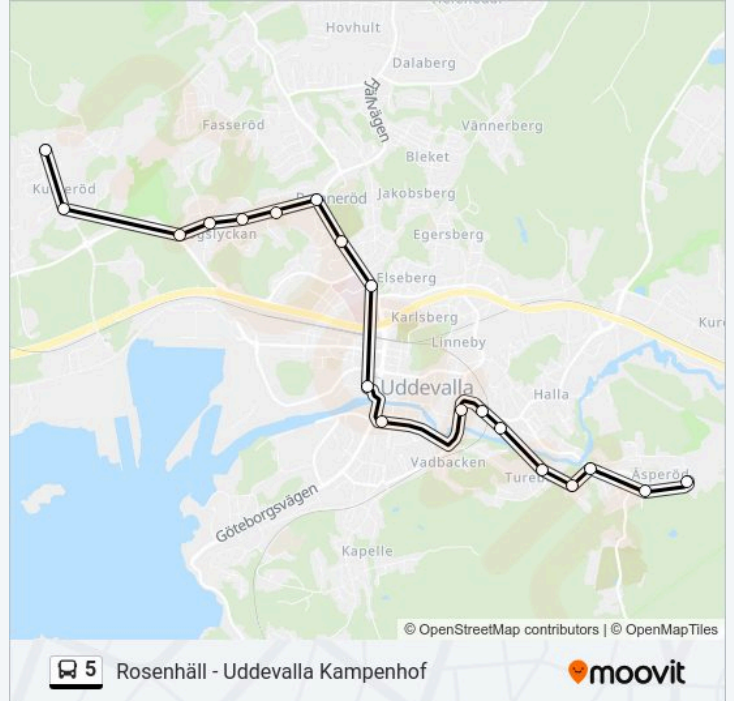 Hovhult
Dalaberg
Fjällvägen
Fasseröd
Vännerberg
Bleket
Jakobsberg
Egersberg
Elseberg
Karlsberg
Linneby
Uddevalla
Halla
Vadbacken
Åsperöd
Göteborgsvägen
Kapelle
© OpenStreetMap contributors | © OpenMapTiles
5 Rosenhäll - Uddevalla Kampenhof
moovit